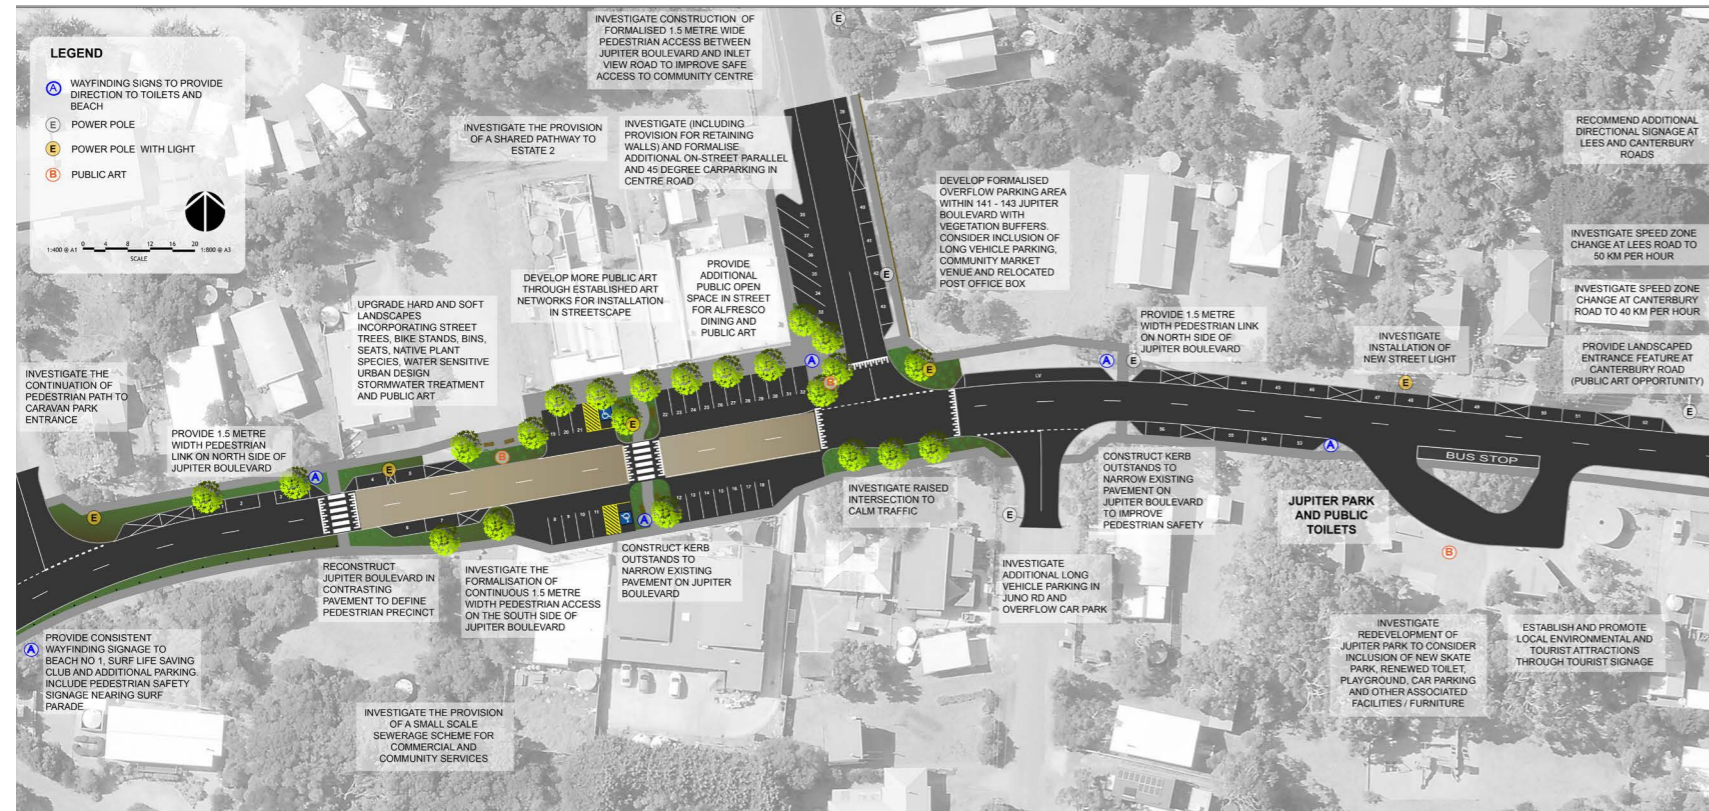 LEGEND
A WAYFINDING SIGNS TO PROVIDE
DIRECTION TO TOILETS AND
BEACH
E POWER POLE
E POWER POLE WITH LIGHT
B PUBLIC ART
0 4 8 12 16 20
1:400 @ A1 1:800 @ A3
SCALE
INVESTIGATE CONSTRUCTION OF
FORMALISED 1.5 METRE WIDE
PEDESTRIAN ACCESS BETWEEN
JUPITER BOULEVARD AND INLET
VIEW ROAD TO IMPROVE SAFE
ACCESS TO COMMUNITY CENTRE
INVESTIGATE THE PROVISION
OF A SHARED PATHWAY TO
ESTATE 2
INVESTIGATE (INCLUDING
PROVISION FOR RETAINING
WALLS) AND FORMALISE
ADDITIONAL ON-STREET PARALLEL
AND 45 DEGREE CARPARKING IN
CENTRE ROAD
DEVELOP FORMALISED
OVERFLOW PARKING AREA
WITHIN 141 - 143 JUPITER
BOULEVARD WITH
VEGETATION BUFFERS.
CONSIDER INCLUSION OF
LONG VEHICLE PARKING,
COMMUNITY MARKET
VENUE AND RELOCATED
POST OFFICE BOX
RECOMMEND ADDITIONAL
DIRECTIONAL SIGNAGE AT
LEES AND CANTERBURY
ROADS
INVESTIGATE SPEED ZONE
CHANGE AT LEES ROAD TO
50 KM PER HOUR
INVESTIGATE SPEED ZONE
CHANGE AT CANTERBURY
ROAD TO 40 KM PER HOUR
PROVIDE LANDSCAPED
ENTRANCE FEATURE AT
CANTERBURY ROAD
(PUBLIC ART OPPORTUNITY)
DEVELOP MORE PUBLIC ART
THROUGH ESTABLISHED ART
NETWORKS FOR INSTALLATION
IN STREETSCAPE
PROVIDE
ADDITIONAL
PUBLIC OPEN
SPACE IN STREET
FOR ALFRESCO
DINING AND
PUBLIC ART
UPGRADE HARD AND SOFT
LANDSCAPES
INCORPORATING STREET
TREES, BIKE STANDS, BINS,
SEATS, NATIVE PLANT
SPECIES, WATER SENSITIVE
URBAN DESIGN
STORMWATER TREATMENT
AND PUBLIC ART
PROVIDE 1.5 METRE
WIDTH PEDESTRIAN LINK
ON NORTH SIDE OF
JUPITER BOULEVARD
INVESTIGATE
INSTALLATION OF
NEW STREET LIGHT
INVESTIGATE THE
CONTINUATION OF
PEDESTRIAN PATH TO
CARAVAN PARK
ENTRANCE
PROVIDE 1.5 METRE
WIDTH PEDESTRIAN
LINK ON NORTH SIDE OF
JUPITER BOULEVARD
BUS STOP
CONSTRUCT KERB
OUTSTANDS TO
NARROW EXISTING
PAVEMENT ON
JUPITER BOULEVARD
TO IMPROVE
PEDESTRIAN SAFETY
JUPITER PARK
AND PUBLIC
TOILETS
INVESTIGATE RAISED
INTERSECTION TO
CALM TRAFFIC
RECONSTRUCT
JUPITER BOULEVARD IN
CONTRASTING
PAVEMENT TO DEFINE
PEDESTRIAN PRECINCT
INVESTIGATE THE
FORMALISATION OF
CONTINUOUS 1.5 METRE
WIDTH PEDESTRIAN ACCESS
ON THE SOUTH SIDE OF
JUPITER BOULEVARD
CONSTRUCT KERB
OUTSTANDS TO
NARROW EXISTING
PAVEMENT ON JUPITER
BOULEVARD
INVESTIGATE
ADDITIONAL LONG
VEHICLE PARKING IN
JUNO RD AND
OVERFLOW CAR PARK
PROVIDE CONSISTENT
WAYFINDING SIGNAGE TO
BEACH NO 1, SURF LIFE SAVING
CLUB AND ADDITIONAL PARKING.
INCLUDE PEDESTRIAN SAFETY
SIGNAGE NEARING SURF
PARADE
INVESTIGATE THE PROVISION
OF A SMALL SCALE
SEWERAGE SCHEME FOR
COMMERCIAL AND
COMMUNITY SERVICES
INVESTIGATE
REDEVELOPMENT OF
JUPITER PARK TO CONSIDER
INCLUSION OF NEW SKATE
PARK, RENEWED TOILET,
PLAYGROUND, CAR PARKING
AND OTHER ASSOCIATED
FACILITIES / FURNITURE
ESTABLISH AND PROMOTE
LOCAL ENVIRONMENTAL AND
TOURIST ATTRACTIONS
THROUGH TOURIST SIGNAGE